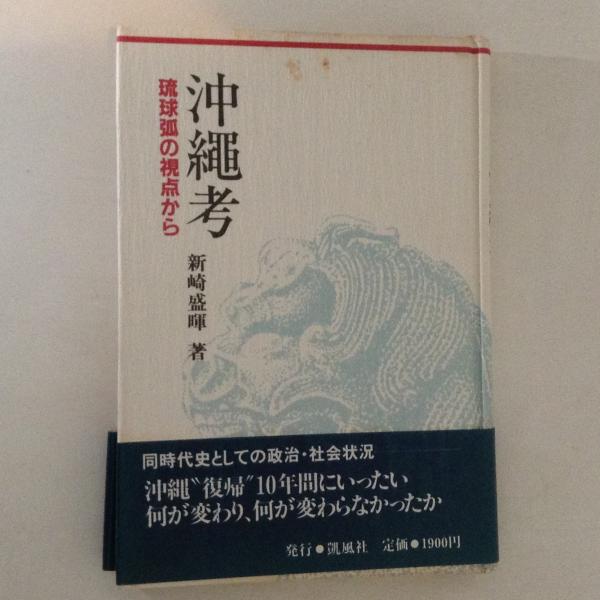 沖繩考
琉球弧の視点から
新崎盛暉 著
同時代史としての政治・社会状況
沖縄〝復帰〟10年間にいったい
何が変わり、何が変わらなかったか
発行●凱風社 定価●1900円